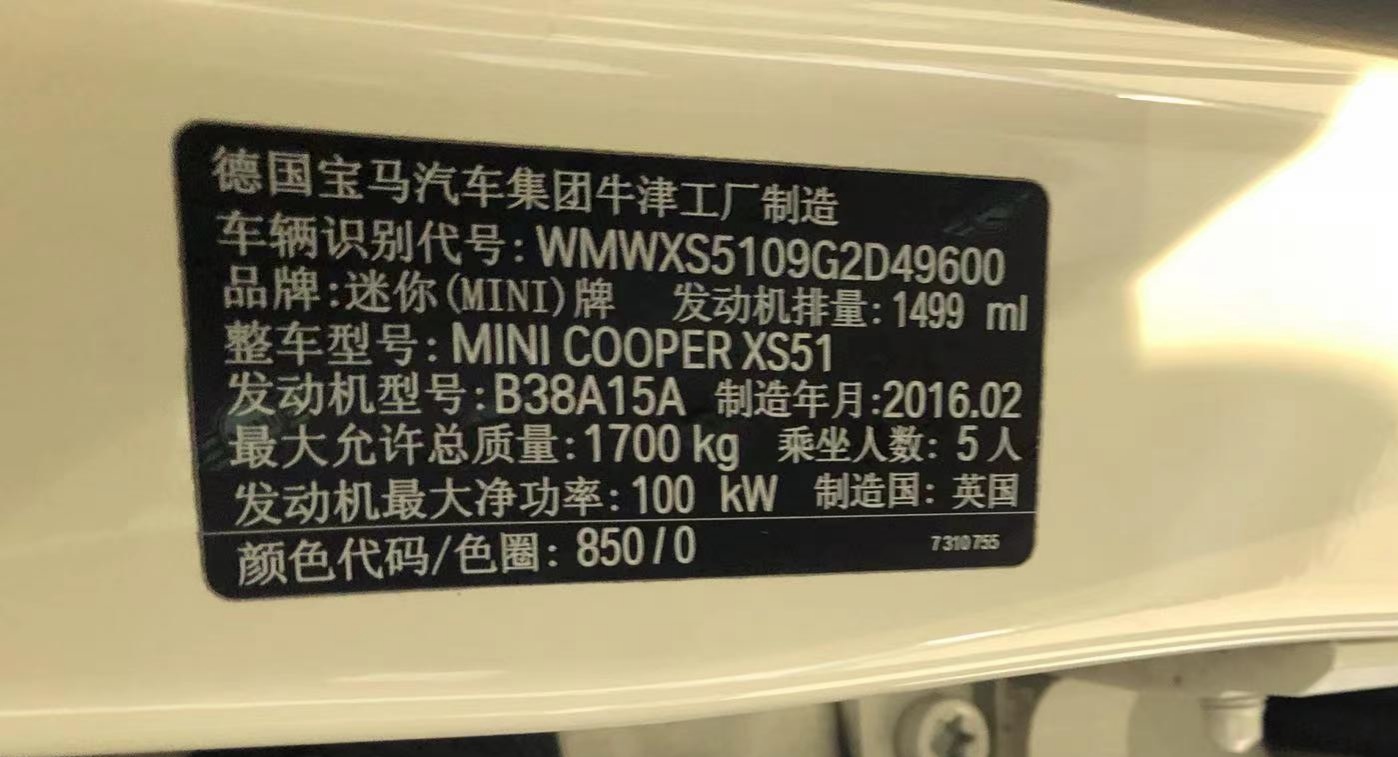 德国宝马汽车集团牛津工厂制造
车辆识别代号:WMWXS5109G2D49600
品牌:迷你(MINI)牌 发动机排量:1499 ml
整车型号:MINI COOPER XS51
发动机型号:B38A15A 制造年月:2016.02
最大允许总质量:1700 kg 乘坐人数: 5 人
发动机最大净功率:100 kW 制造国: 英国
颜色代码/色圈: 850/0 7310755